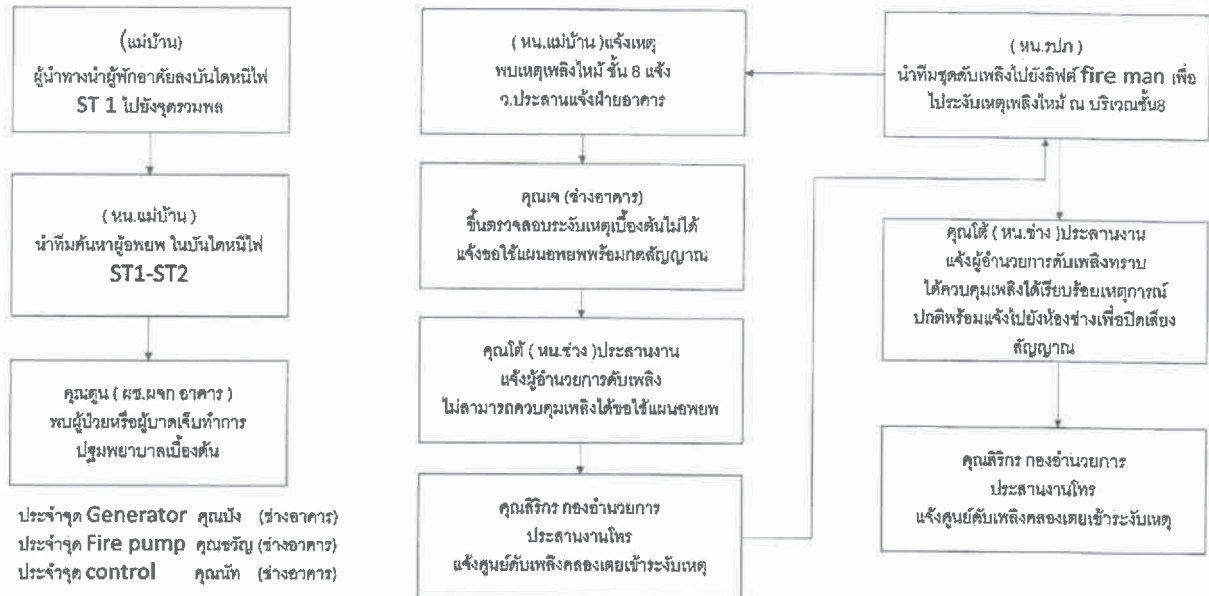 (แม่บ้าน)
ผู้นำทางนำผู้พักอาศัยลงบันไดหนีไฟ
ST 1 ไปยังจุดรวมพล
( หน.แม่บ้าน )
นำทีมค้นหาผู้อพยพ ในบันไดหนีไฟ
ST1-ST2
คุณตูน ( ผช.ผจก อาคาร )
พบผู้ป่วยหรือผู้บาดเจ็บทำการ
ปฐมพยาบาลเบื้องต้น
ประจำจุด Generator คุณบัง (ช่างอาคาร)
ประจำจุด Fire pump คุณขวัญ (ช่างอาคาร)
ประจำจุด control คุณนัท (ช่างอาคาร)
( หน.แม่บ้าน )แจ้งเหตุ
พบเหตุเพลิงไหม้ ชั้น 8 แจ้ง
ว.ประสานแจ้งฝ่ายอาคาร
คุณเจ (ช่างอาคาร)
ขึ้นตรวจสอบระงับเหตุเบื้องต้นไม่ได้
แจ้งขอใช้แผนอพยพพร้อมกดสัญญาณ
คุณโต้ ( หน.ช่าง )ประสานงาน
แจ้งผู้อำนวยการดับเพลิง
ไม่สามารถควบคุมเพลิงได้ขอใช้แผนอพยพ
คุณสิริกร กองอำนวยการ
ประสานงานโทร
แจ้งศูนย์ดับเพลิงคลองเตยเข้าระงับเหตุ
( หน.รปภ )
นำทีมชุดดับเพลิงไปยังลิฟต์ fire man เพื่อ
ไประงับเหตุเพลิงไหม้ ณ บริเวณชั้น8
คุณโต้ ( หน.ช่าง )ประสานงาน
แจ้งผู้อำนวยการดับเพลิงทราบ
ได้ควบคุมเพลิงได้เรียบร้อยเหตุการณ์
ปกติพร้อมแจ้งไปยังห้องช่างเพื่อปิดเสียง
สัญญาณ
คุณสิริกร กองอำนวยการ
ประสานงานโทร
แจ้งศูนย์ดับเพลิงคลองเตยเข้าระงับเหตุ